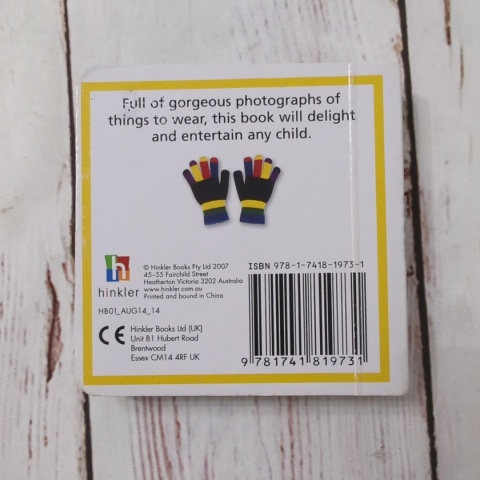 Full of gorgeous photographs of
things to wear, this book will delight
and entertain any child.
hinkler
© Hinkler Books Pty Ltd 2007
45–55 Fairchild Street
Heatherton Victoria 3202 Australia
www.hinkler.com.au
Printed and bound in China
HB01_AUG14_14
CE
Hinkler Books Ltd (UK)
Unit B1 Hubert Road
Brentwood
Essex CM14 4RF UK
ISBN 978-1-7418-1973-1
9 781741 819731